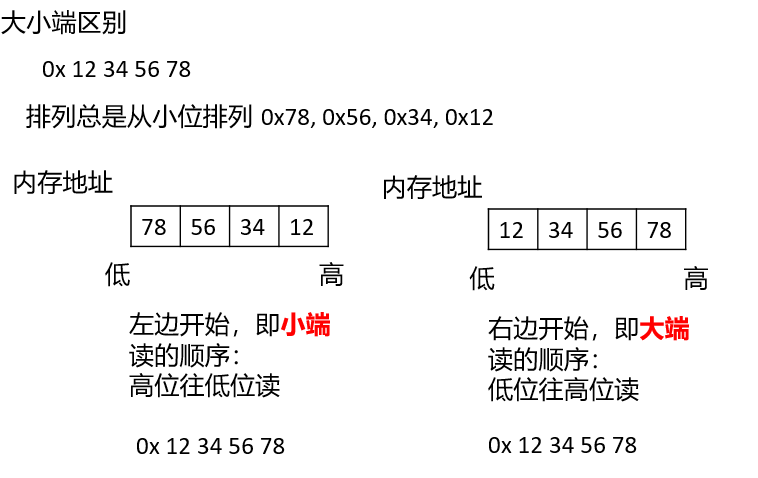 大小端区别
0x 12 34 56 78
排列总是从小位排列 0x78, 0x56, 0x34, 0x12
内存地址
78 56 34 12
低 高
左边开始，即小端
读的顺序：
高位往低位读
0x 12 34 56 78
内存地址
12 34 56 78
低 高
右边开始，即大端
读的顺序：
低位往高位读
0x 12 34 56 78